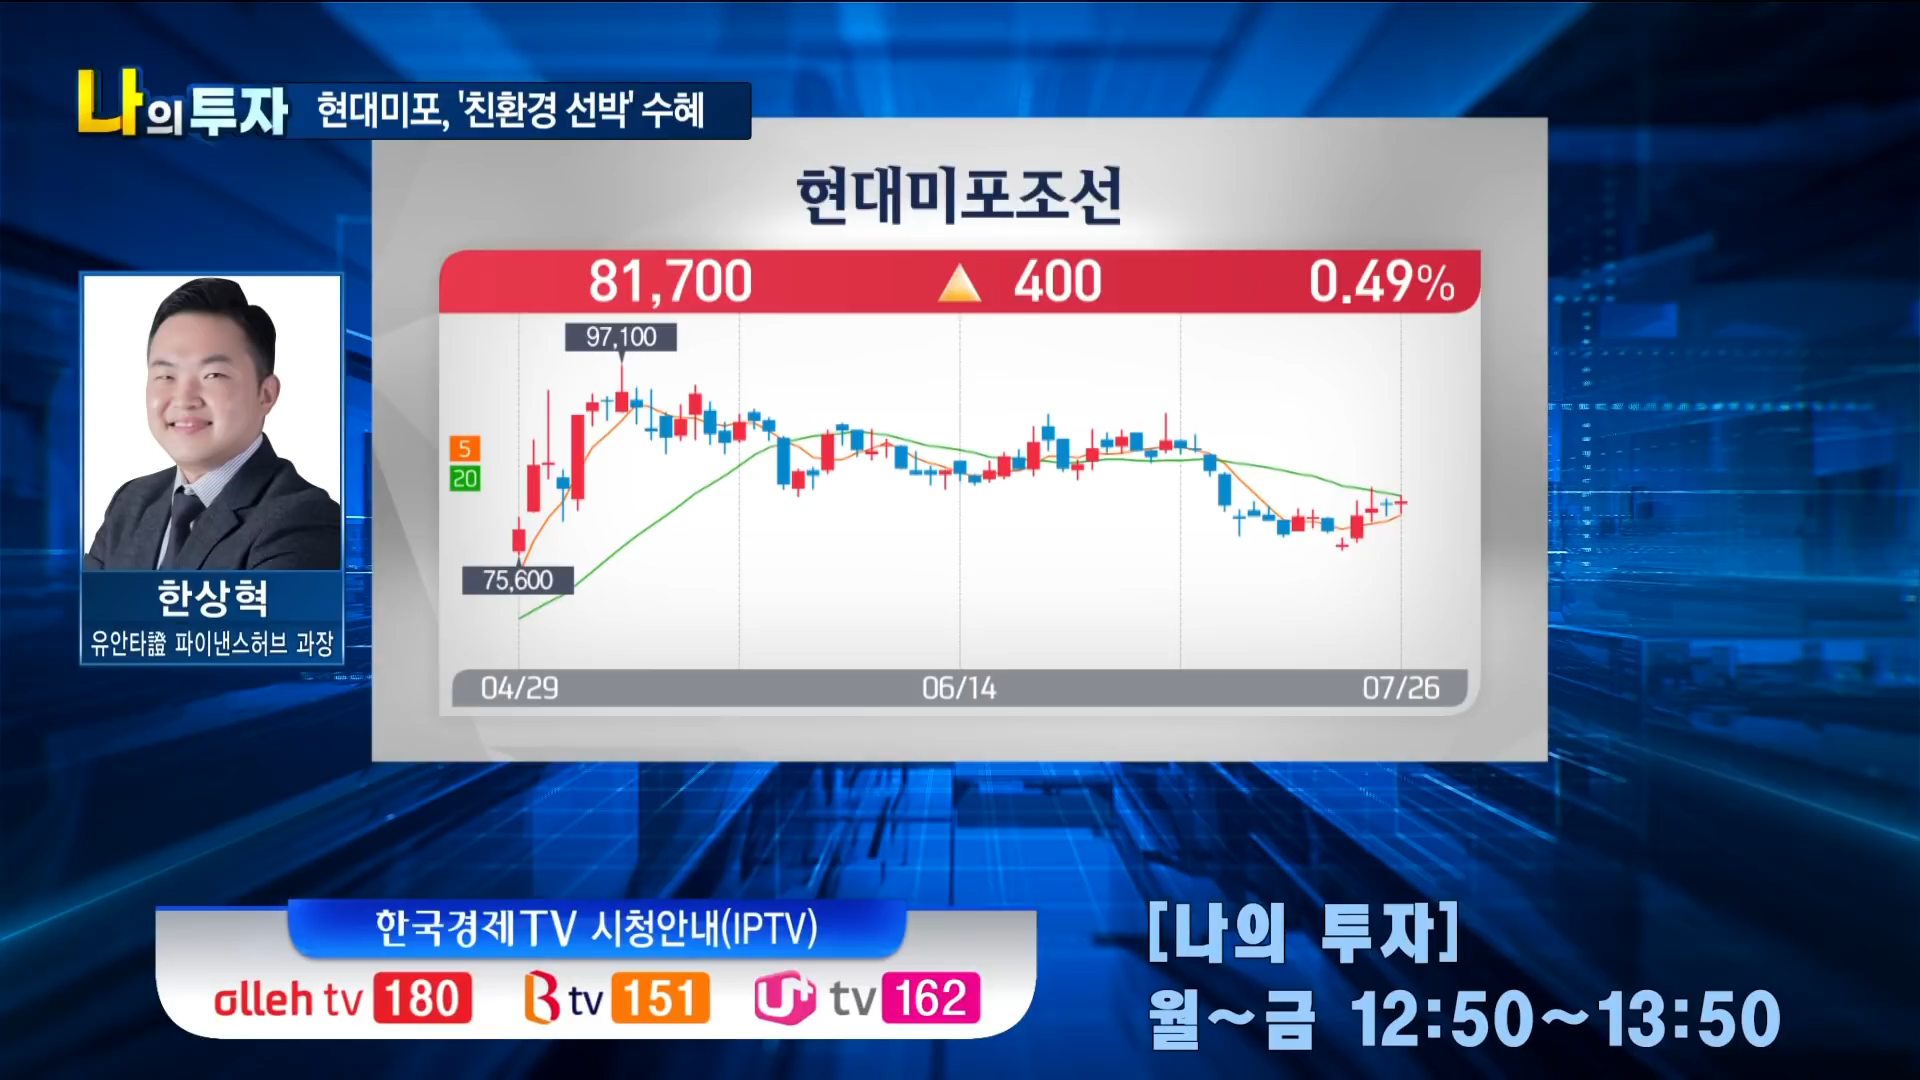 나의 투자
현대미포, '친환경 선박' 수혜
현대미포조선
81,700 ▲ 400 0.49%
97,100
5
20
75,600
04/29 06/14 07/26
한상혁
유안타證 파이낸스허브 과장
한국경제TV 시청안내(IPTV)
olleh tv 180 B tv 151 U+ tv 162
[나의 투자]
월~금 12:50~13:50